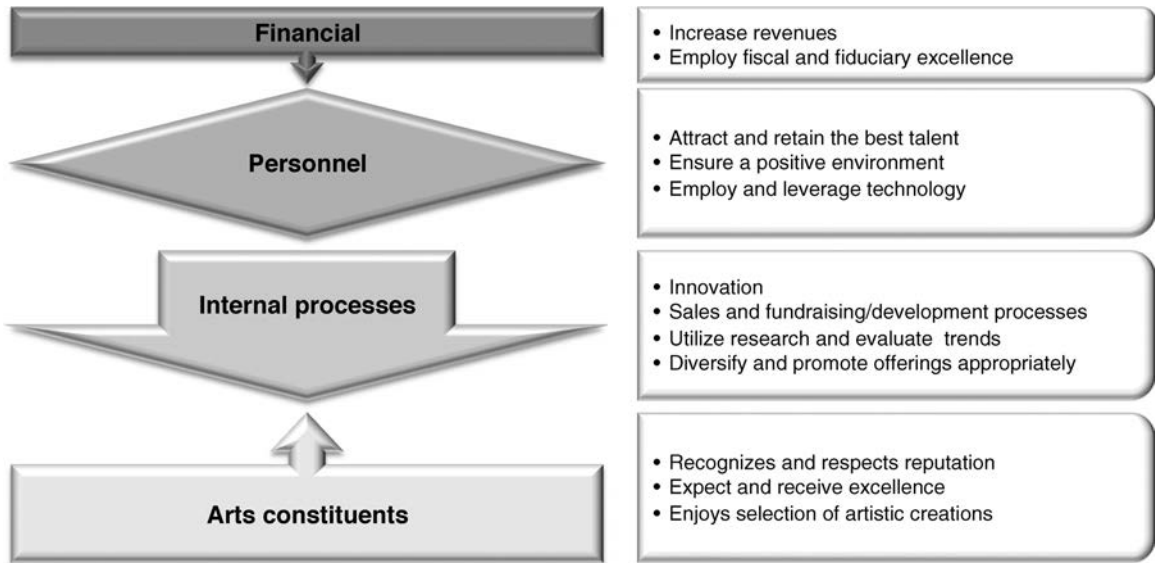 Financial
• Increase revenues
• Employ fiscal and fiduciary excellence
Personnel
• Attract and retain the best talent
• Ensure a positive environment
• Employ and leverage technology
Internal processes
• Innovation
• Sales and fundraising/development processes
• Utilize research and evaluate trends
• Diversify and promote offerings appropriately
Arts constituents
• Recognizes and respects reputation
• Expect and receive excellence
• Enjoys selection of artistic creations